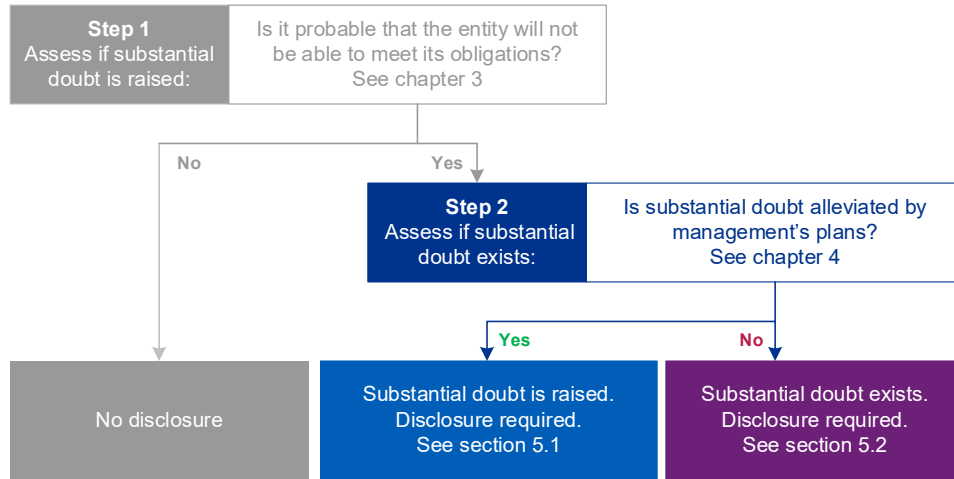 Step 1
Assess if substantial
doubt is raised:
Is it probable that the entity will not
be able to meet its obligations?
See chapter 3
No
Yes
Step 2
Assess if substantial
doubt exists:
Is substantial doubt alleviated by
management’s plans?
See chapter 4
Yes
No
No disclosure
Substantial doubt is raised.
Disclosure required.
See section 5.1
Substantial doubt exists.
Disclosure required.
See section 5.2